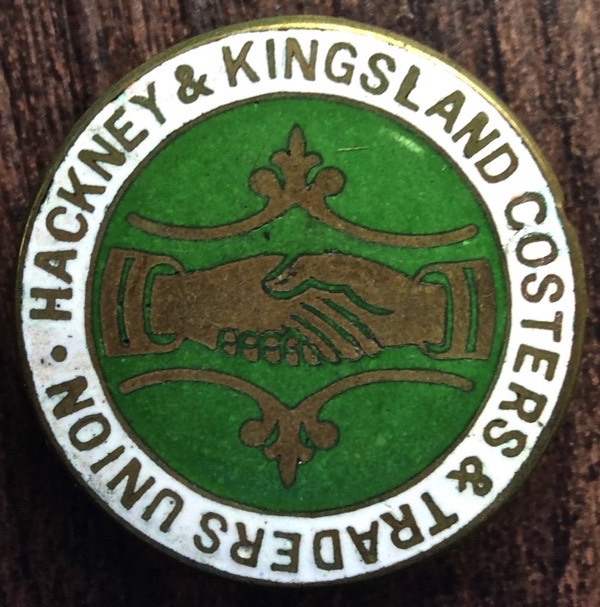 HACKNEY & KINGSLAND COSTERS & TRADERS UNION •